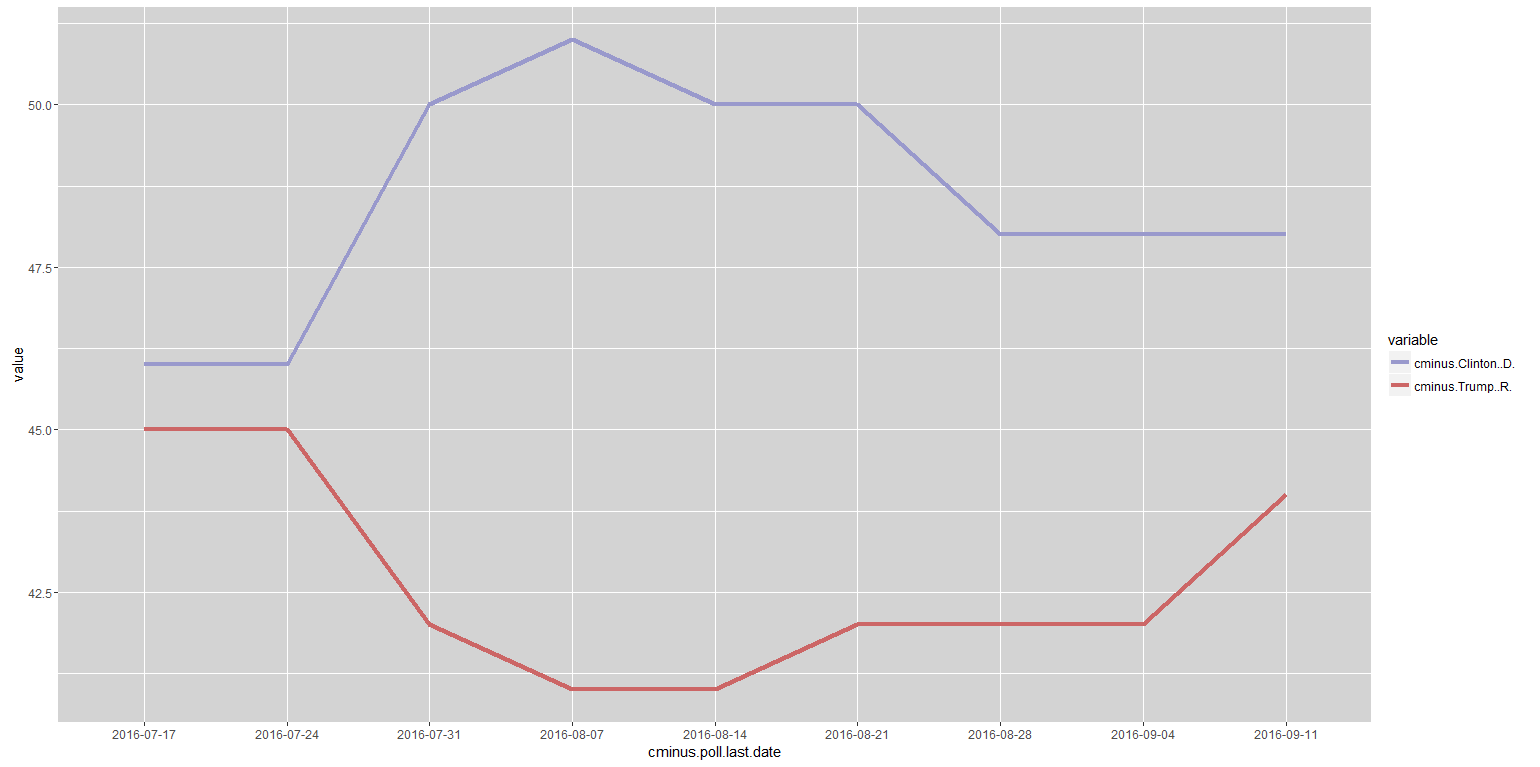 50.0
47.5
45.0
42.5
value
2016-07-17 2016-07-24 2016-07-31 2016-08-07 2016-08-14 2016-08-21 2016-08-28 2016-09-04 2016-09-11
cminus.poll.last.date
variable
cminus.Clinton..D.
cminus.Trump..R.